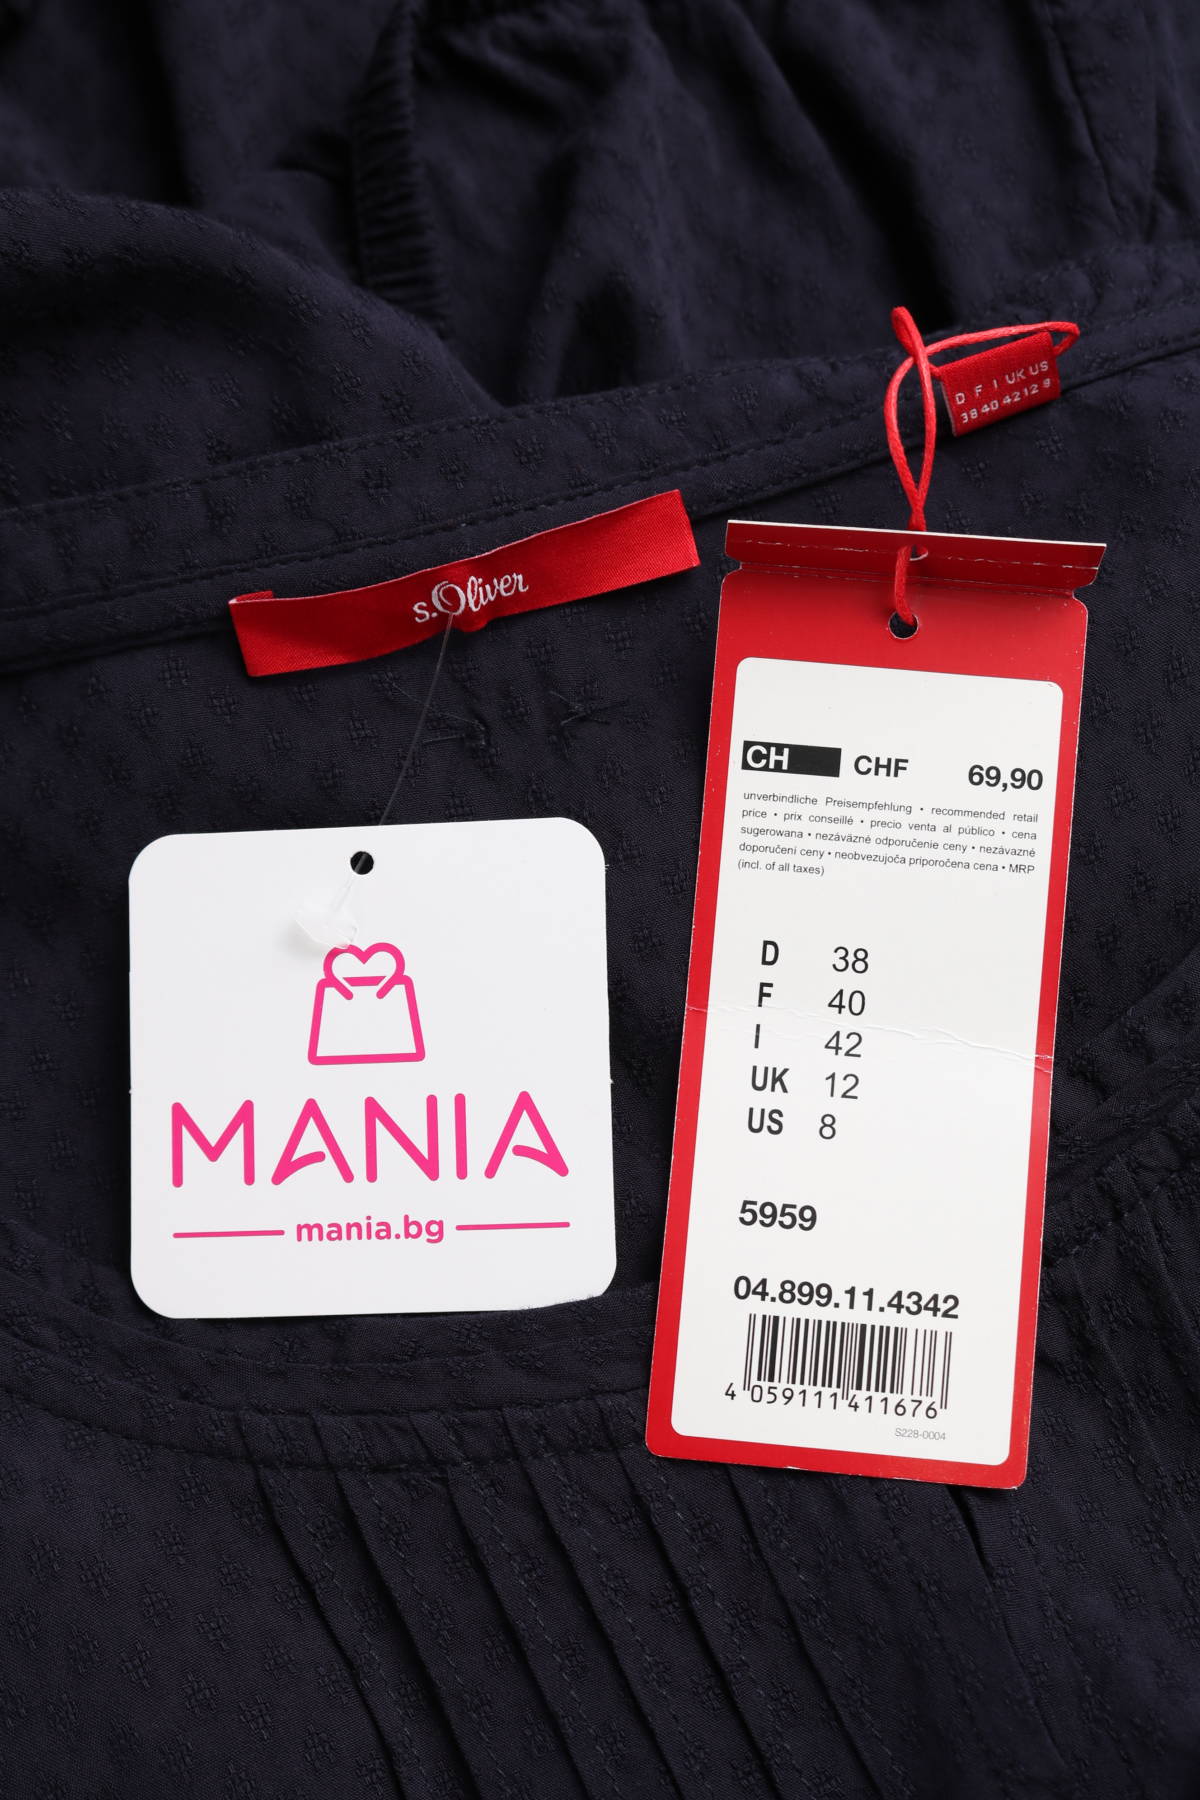 D F I UK US
38 40 42 12 8
s.Oliver
CH CHF 69,90
unverbindliche Preisempfehlung • recommended retail
price • prix conseillé • precio venta al público • cena
sugerowana • nezáväzné odporučenie ceny • nezávazné
doporučení ceny • neobvezujoča priporočena cena • MRP
(incl. of all taxes)
D 38
F 40
I 42
UK 12
US 8
5959
04.899.11.4342
4 059111 411676
S228-0004
MANIA
mania.bg